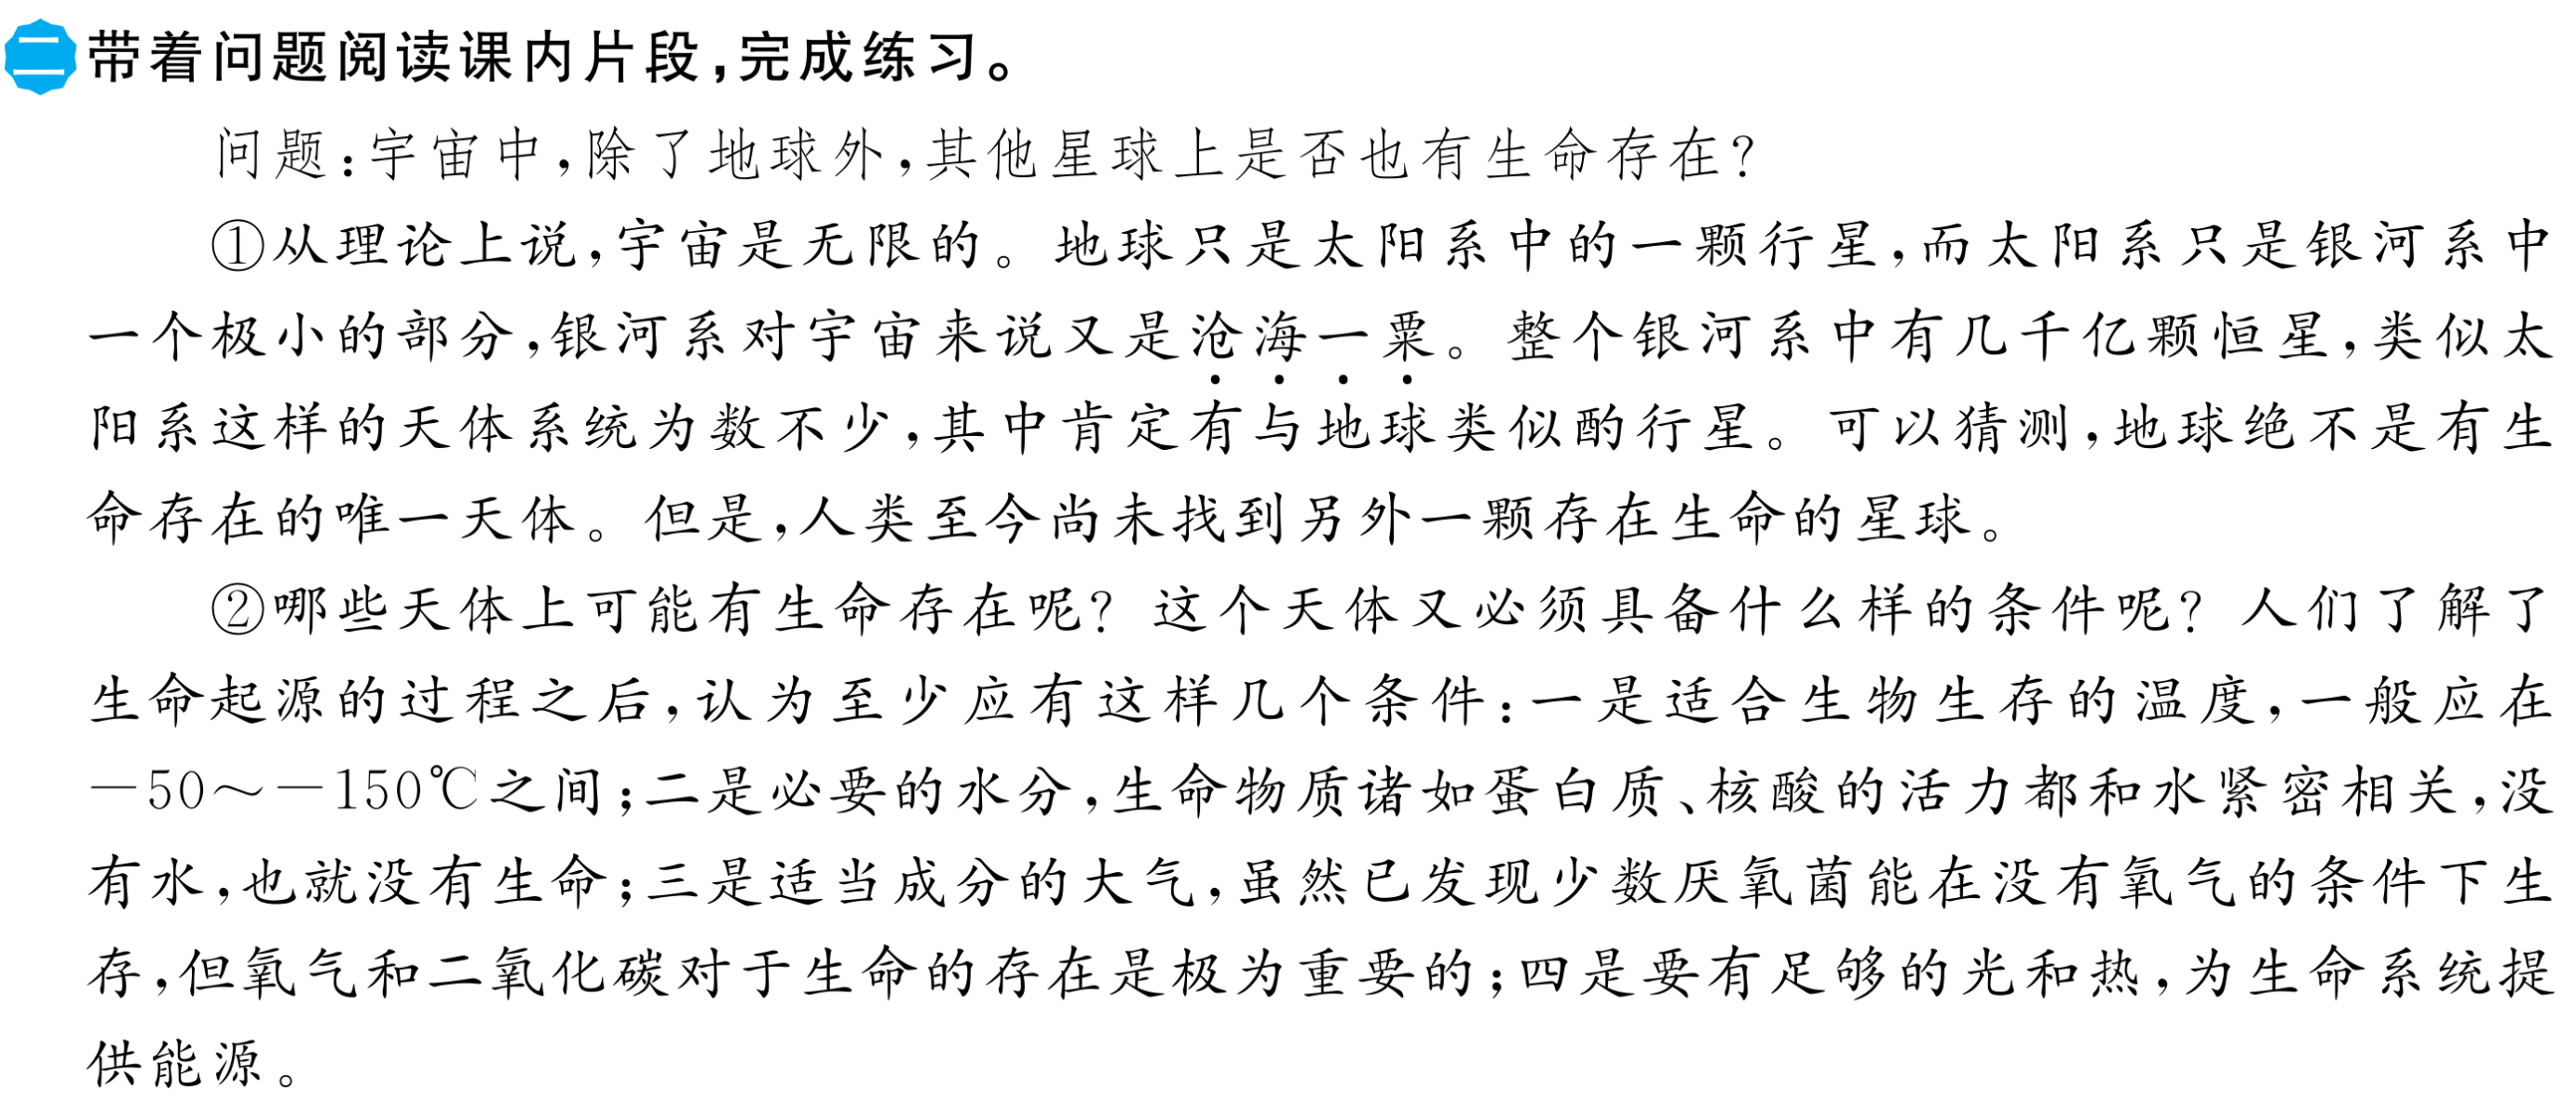 二 带着问题阅读课内片段,完成练习。
问题:宇宙中,除了地球外,其他星球上是否也有生命存在?
①从理论上说,宇宙是无限的。地球只是太阳系中的一颗行星,而太阳系只是银河系中
一个极小的部分,银河系对宇宙来说又是沧海一粟。整个银河系中有几千亿颗恒星,类似太
阳系这样的天体系统为数不少,其中肯定有与地球类似酌行星。可以猜测,地球绝不是有生
命存在的唯一天体。但是,人类至今尚未找到另外一颗存在生命的星球。
②哪些天体上可能有生命存在呢?这个天体又必须具备什么样的条件呢?人们了解了
生命起源的过程之后,认为至少应有这样几个条件:一是适合生物生存的温度,一般应在
-50~-150℃之间;二是必要的水分,生命物质诸如蛋白质、核酸的活力都和水紧密相关,没
有水,也就没有生命;三是适当成分的大气,虽然已发现少数厌氧菌能在没有氧气的条件下生
存,但氧气和二氧化碳对于生命的存在是极为重要的;四是要有足够的光和热,为生命系统提
供能源。